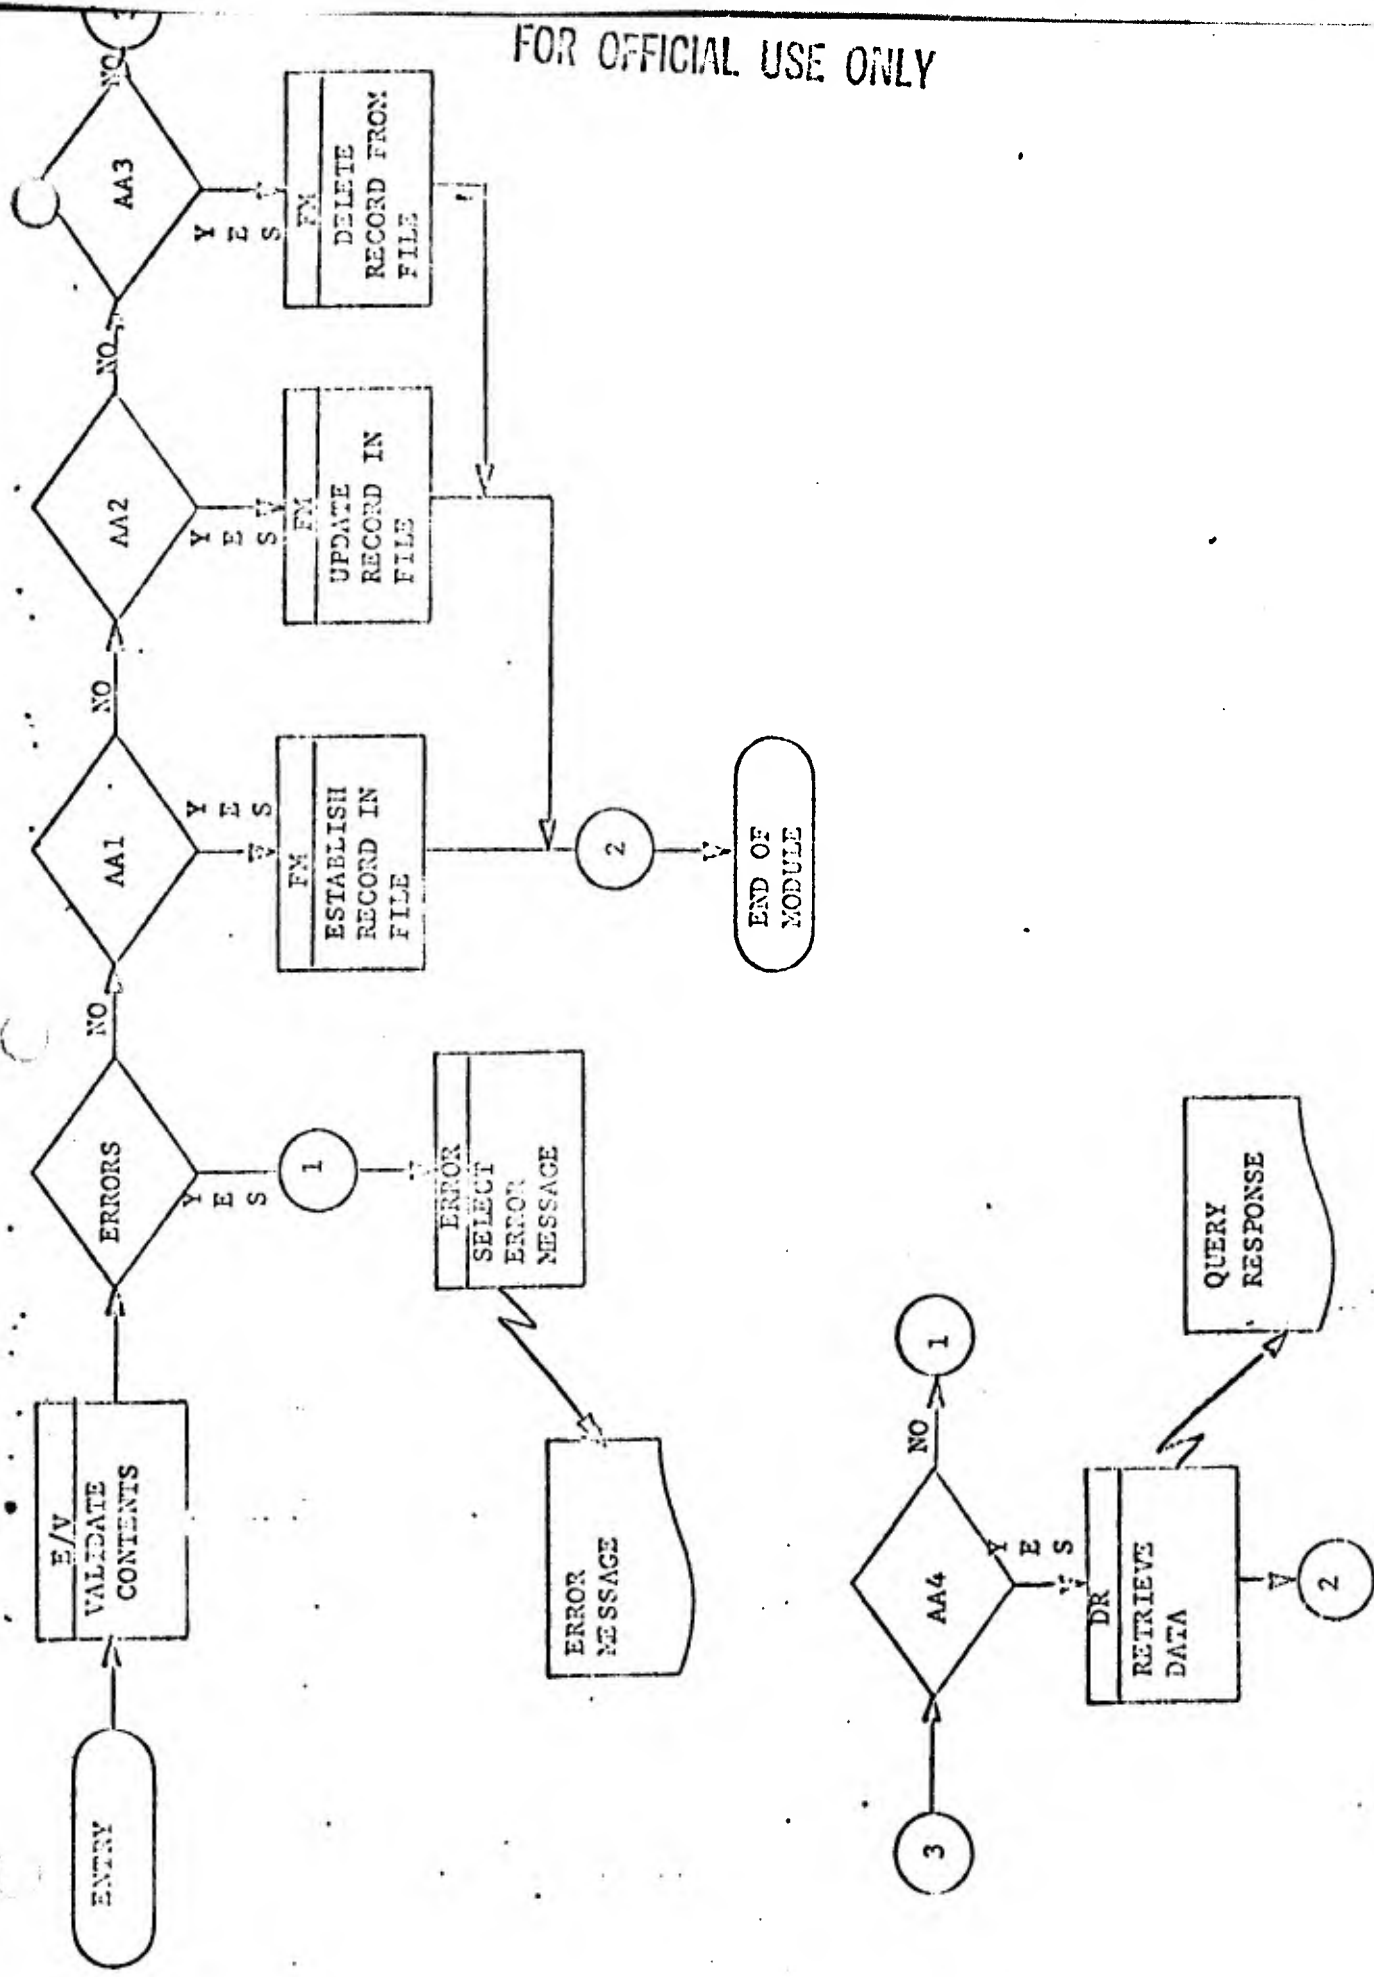 FOR OFFICIAL USE ONLY
ENTRY
E/V
VALIDATE
CONTENTS
ERRORS
NO
YES
1
ERROR
SELECT
ERROR
MESSAGE
ERROR
MESSAGE
AA1
NO
YES
FM
ESTABLISH
RECORD IN
FILE
2
END OF
MODULE
AA2
NO
YES
FM
UPDATE
RECORD IN
FILE
AA3
NO
YES
FM
DELETE
RECORD FROM
FILE
3
AA4
NO
1
YES
DR
RETRIEVE
DATA
2
QUERY
RESPONSE